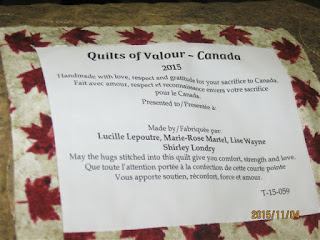 Quilts of Valour ~ Canada
2015
Handmade with love, respect and gratitude for your sacrifice to Canada.
Fait avec amour, respect et reconnaissance envers votre sacrifice
pour le Canada.
Presented to / Presenté à
Made by / Fabriquée par
Lucille Lepoutre, Marie-Rose Martel, Lise Wayne
Shirley Londry
May the hugs stitched into this quilt give you comfort, strength and love.
Que toute l'attention portée à la confection de cette courte pointe
Vous apporte soutien, réconfort, force et amour.
T-15-059
2015/11/04